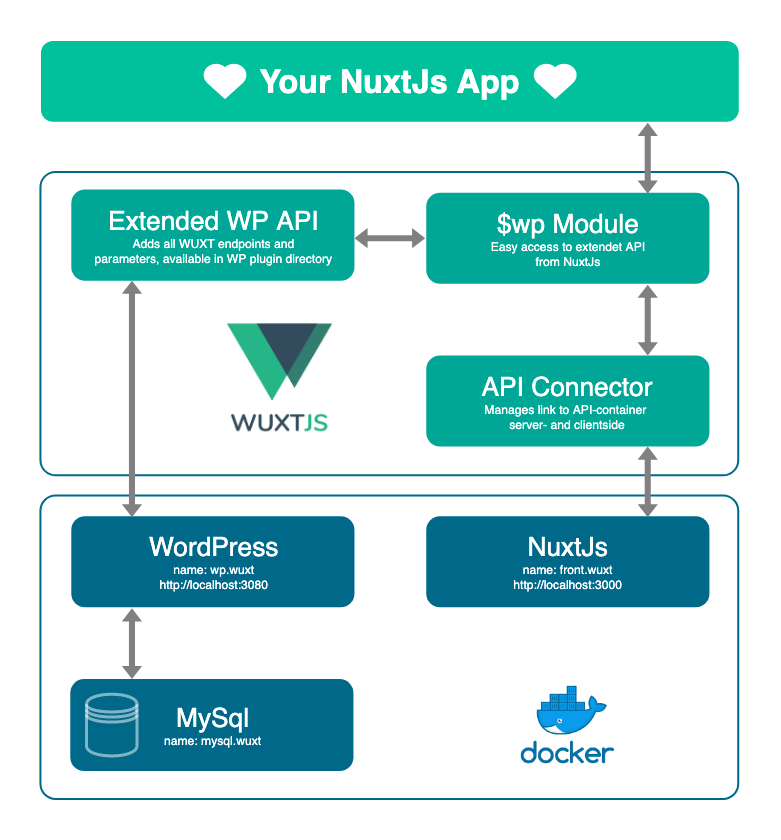 Your NuxtJs App
Extended WP API
Adds all WUXT endpoints and
parameters, available in WP plugin directory
$wp Module
Easy access to extendet API
from NuxtJs
WUXTJS
API Connector
Manages link to API-container
server- and clientside
WordPress
name: wp.wuxt
http://localhost:3080
NuxtJs
name: front.wuxt
http://localhost:3000
MySql
name: mysql.wuxt
docker